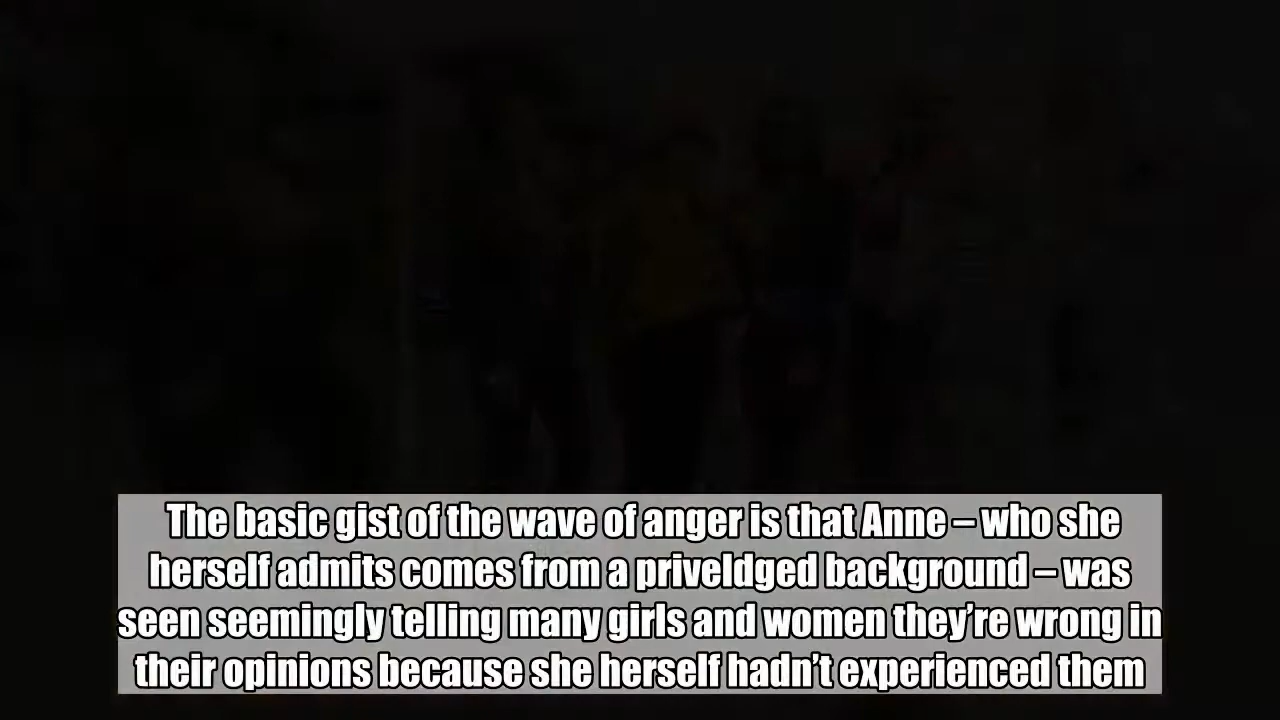 The basic gist of the wave of anger is that Anne – who she
herself admits comes from a priveldged background – was
seen seemingly telling many girls and women they’re wrong in
their opinions because she herself hadn’t experienced them